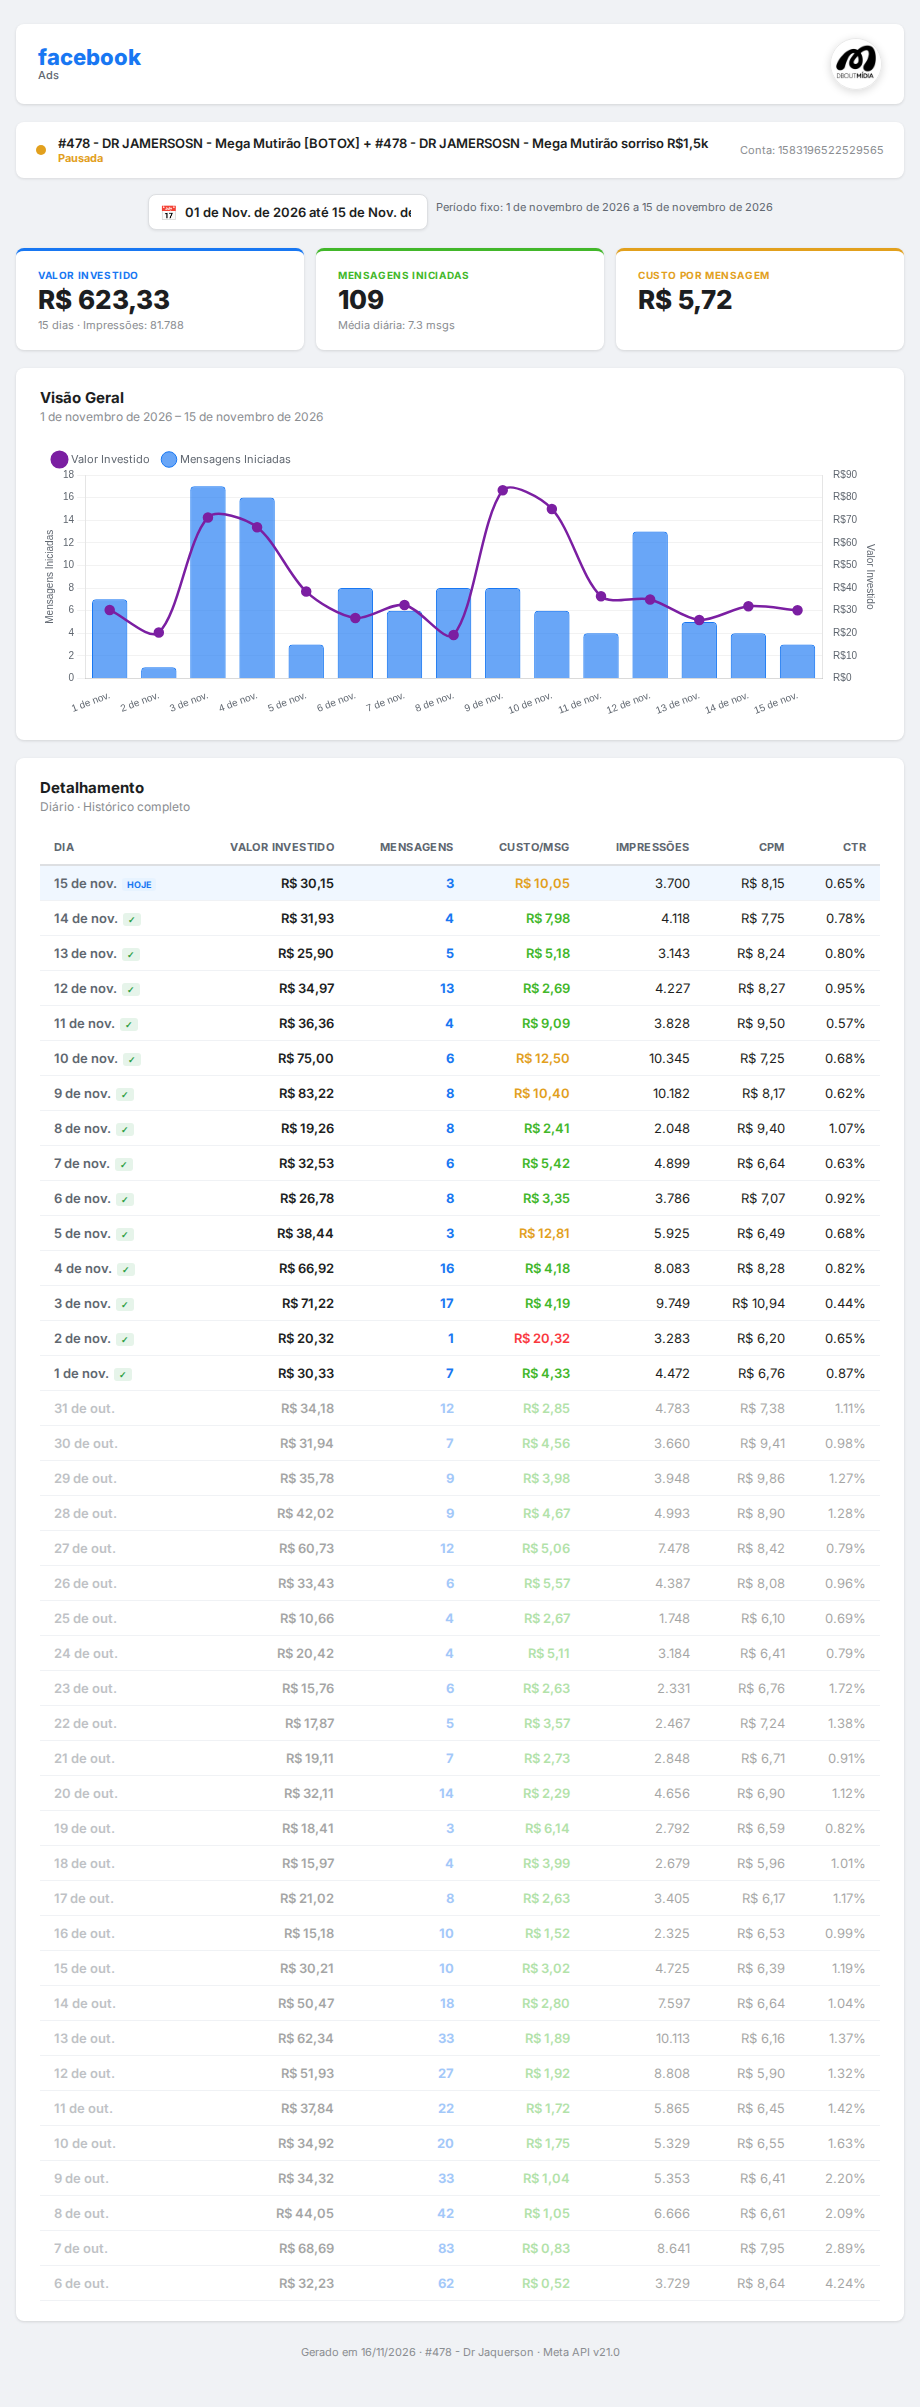 facebook
Ads
DBOUTMÍDIA
#478 - DR JAMERSOSN - Mega Mutirão [BOTOX] + #478 - DR JAMERSOSN - Mega Mutirão sorriso R$1,5k
Pausada
Conta: 1583196522529565
📅 01 de Nov. de 2026 até 15 de Nov. de
Período fixo: 1 de novembro de 2026 a 15 de novembro de 2026
VALOR INVESTIDO
R$ 623,33
15 dias · Impressões: 81.788
MENSAGENS INICIADAS
109
Média diária: 7.3 msgs
CUSTO POR MENSAGEM
R$ 5,72
Visão Geral
1 de novembro de 2026 – 15 de novembro de 2026
Valor Investido Mensagens Iniciadas
Mensagens Iniciadas
18
16
14
12
10
8
6
4
2
0
R$90
R$80
R$70
R$60
R$50
R$40
R$30
R$20
R$10
R$0
Valor Investido
1 de nov. 2 de nov. 3 de nov. 4 de nov. 5 de nov. 6 de nov. 7 de nov. 8 de nov. 9 de nov. 10 de nov. 11 de nov. 12 de nov. 13 de nov. 14 de nov. 15 de nov.
Detalhamento
Diário · Histórico completo
DIA VALOR INVESTIDO MENSAGENS CUSTO/MSG IMPRESSÕES CPM CTR
15 de nov. HOJE R$ 30,15 3 R$ 10,05 3.700 R$ 8,15 0.65%
14 de nov. ✓ R$ 31,93 4 R$ 7,98 4.118 R$ 7,75 0.78%
13 de nov. ✓ R$ 25,90 5 R$ 5,18 3.143 R$ 8,24 0.80%
12 de nov. ✓ R$ 34,97 13 R$ 2,69 4.227 R$ 8,27 0.95%
11 de nov. ✓ R$ 36,36 4 R$ 9,09 3.828 R$ 9,50 0.57%
10 de nov. ✓ R$ 75,00 6 R$ 12,50 10.345 R$ 7,25 0.68%
9 de nov. ✓ R$ 83,22 8 R$ 10,40 10.182 R$ 8,17 0.62%
8 de nov. ✓ R$ 19,26 8 R$ 2,41 2.048 R$ 9,40 1.07%
7 de nov. ✓ R$ 32,53 6 R$ 5,42 4.899 R$ 6,64 0.63%
6 de nov. ✓ R$ 26,78 8 R$ 3,35 3.786 R$ 7,07 0.92%
5 de nov. ✓ R$ 38,44 3 R$ 12,81 5.925 R$ 6,49 0.68%
4 de nov. ✓ R$ 66,92 16 R$ 4,18 8.083 R$ 8,28 0.82%
3 de nov. ✓ R$ 71,22 17 R$ 4,19 9.749 R$ 10,94 0.44%
2 de nov. ✓ R$ 20,32 1 R$ 20,32 3.283 R$ 6,20 0.65%
1 de nov. ✓ R$ 30,33 7 R$ 4,33 4.472 R$ 6,76 0.87%
31 de out. R$ 34,18 12 R$ 2,85 4.783 R$ 7,38 1.11%
30 de out. R$ 31,94 7 R$ 4,56 3.660 R$ 9,41 0.98%
29 de out. R$ 35,78 9 R$ 3,98 3.948 R$ 9,86 1.27%
28 de out. R$ 42,02 9 R$ 4,67 4.993 R$ 8,90 1.28%
27 de out. R$ 60,73 12 R$ 5,06 7.478 R$ 8,42 0.79%
26 de out. R$ 33,43 6 R$ 5,57 4.387 R$ 8,08 0.96%
25 de out. R$ 10,66 4 R$ 2,67 1.748 R$ 6,10 0.69%
24 de out. R$ 20,42 4 R$ 5,11 3.184 R$ 6,41 0.79%
23 de out. R$ 15,76 6 R$ 2,63 2.331 R$ 6,76 1.72%
22 de out. R$ 17,87 5 R$ 3,57 2.467 R$ 7,24 1.38%
21 de out. R$ 19,11 7 R$ 2,73 2.848 R$ 6,71 0.91%
20 de out. R$ 32,11 14 R$ 2,29 4.656 R$ 6,90 1.12%
19 de out. R$ 18,41 3 R$ 6,14 2.792 R$ 6,59 0.82%
18 de out. R$ 15,97 4 R$ 3,99 2.679 R$ 5,96 1.01%
17 de out. R$ 21,02 8 R$ 2,63 3.405 R$ 6,17 1.17%
16 de out. R$ 15,18 10 R$ 1,52 2.325 R$ 6,53 0.99%
15 de out. R$ 30,21 10 R$ 3,02 4.725 R$ 6,39 1.19%
14 de out. R$ 50,47 18 R$ 2,80 7.597 R$ 6,64 1.04%
13 de out. R$ 62,34 33 R$ 1,89 10.113 R$ 6,16 1.37%
12 de out. R$ 51,93 27 R$ 1,92 8.808 R$ 5,90 1.32%
11 de out. R$ 37,84 22 R$ 1,72 5.865 R$ 6,45 1.42%
10 de out. R$ 34,92 20 R$ 1,75 5.329 R$ 6,55 1.63%
9 de out. R$ 34,32 33 R$ 1,04 5.353 R$ 6,41 2.20%
8 de out. R$ 44,05 42 R$ 1,05 6.666 R$ 6,61 2.09%
7 de out. R$ 68,69 83 R$ 0,83 8.641 R$ 7,95 2.89%
6 de out. R$ 32,23 62 R$ 0,52 3.729 R$ 8,64 4.24%
Gerado em 16/11/2026 · #478 - Dr Jaquerson · Meta API v21.0